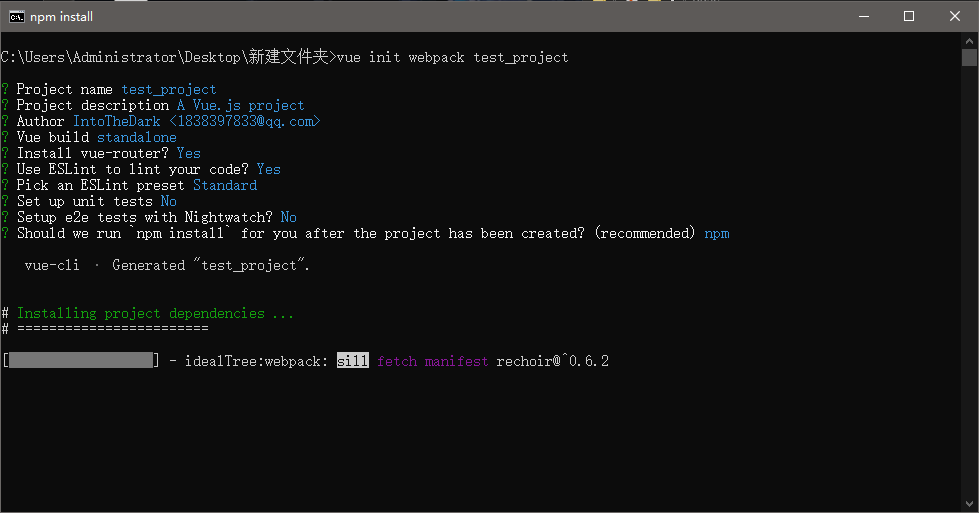 npm install
C:\Users\Administrator\Desktop\新建文件夹>vue init webpack test_project
? Project name test_project
? Project description A Vue.js project
? Author IntoTheDark <1838397833@qq.com>
? Vue build standalone
? Install vue-router? Yes
? Use ESLint to lint your code? Yes
? Pick an ESLint preset Standard
? Set up unit tests No
? Setup e2e tests with Nightwatch? No
? Should we run `npm install` for you after the project has been created? (recommended) npm
vue-cli · Generated "test_project".
# Installing project dependencies ...
# ========================
[                  ] - idealTree:webpack: sill fetch manifest rechoir@^0.6.2